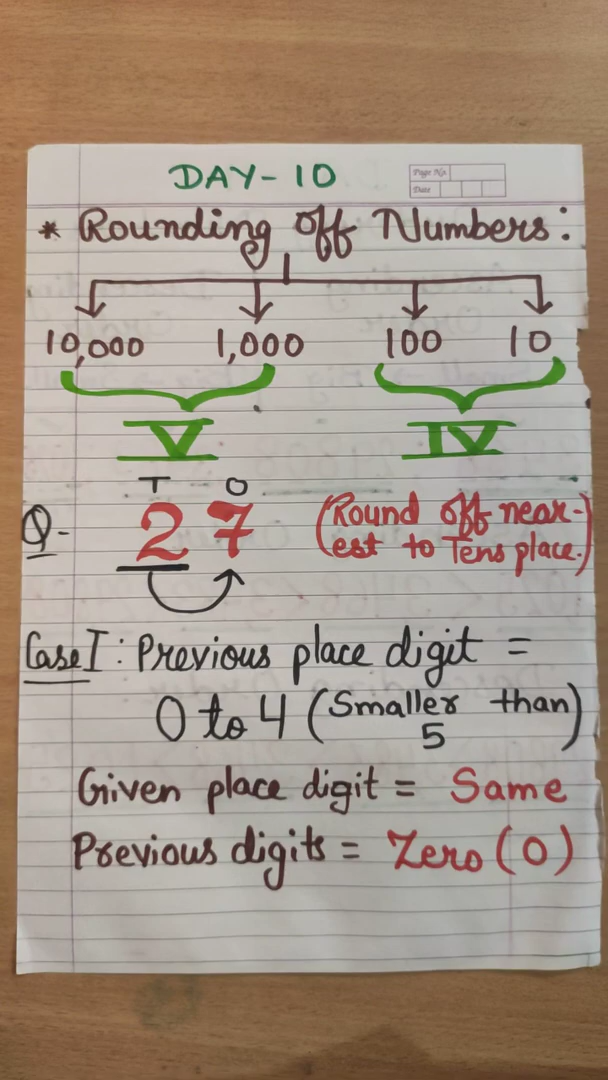 DAY-10
Page No.
Date
* Rounding off Numbers:
10,000 1,000 100 10
V IV
T O
Q- 27 (Round off near-
est to Tens place.)
Case I: Previous place digit =
0 to 4 (Smaller than
5)
Given place digit = Same
Previous digits = Zero (0)